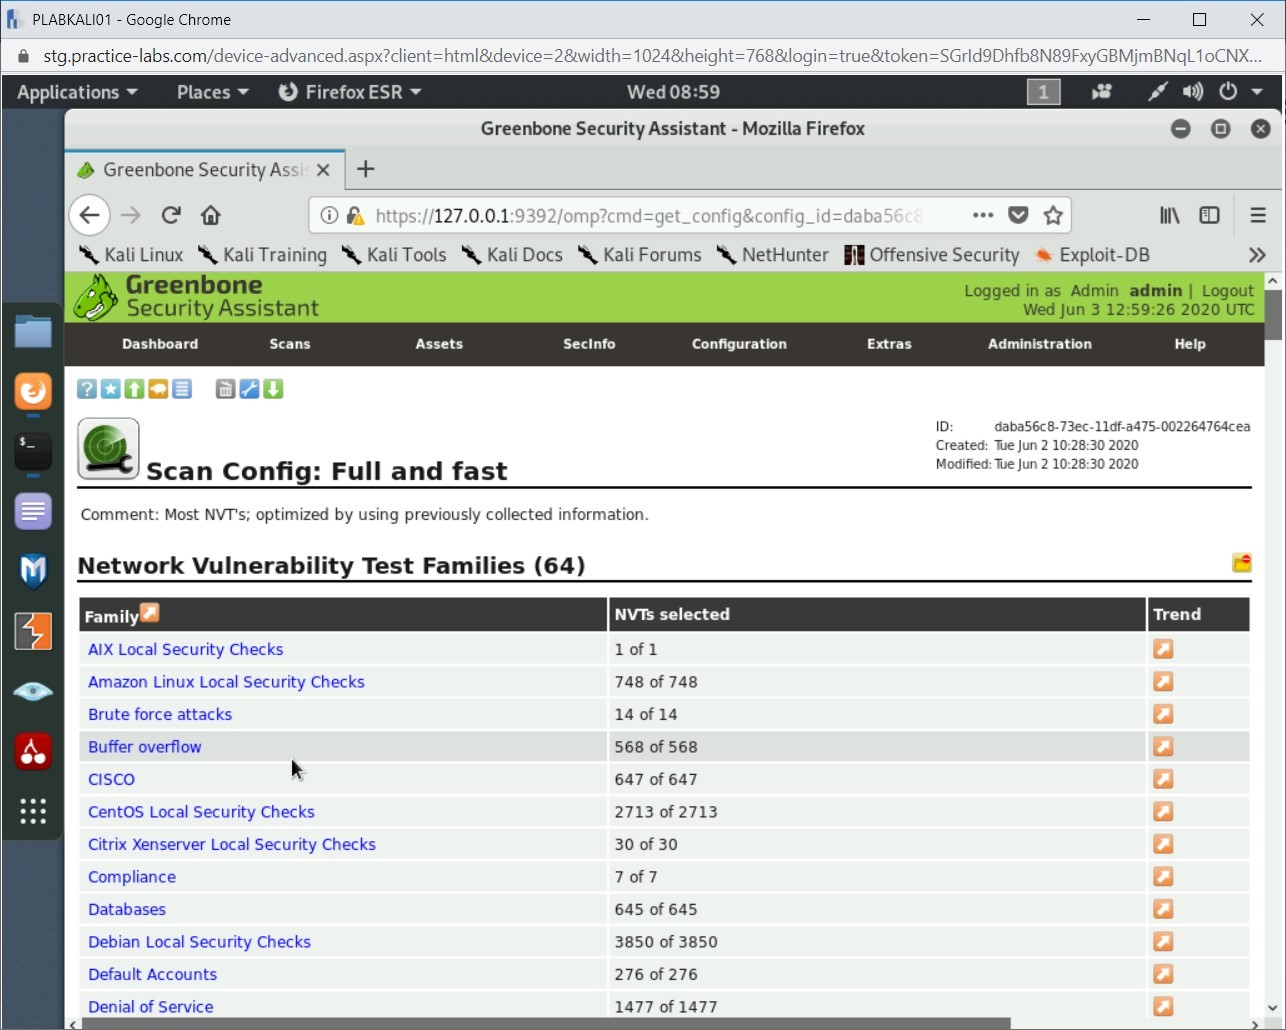 PLABKALI01 - Google Chrome
stg.practice-labs.com/device-advanced.aspx?client=html&device=2&width=1024&height=768&login=true&token=SGrId9Dhfb8N89FxyGBMjmBNqL1oCNX...
Applications Places Firefox ESR Wed 08:59 1
Greenbone Security Assistant - Mozilla Firefox
Greenbone Security Assis
https://127.0.0.1:9392/omp?cmd=get_config&config_id=daba56c8
Kali Linux Kali Training Kali Tools Kali Docs Kali Forums NetHunter Offensive Security Exploit-DB
Greenbone
Security Assistant
Logged in as Admin admin | Logout
Wed Jun 3 12:59:26 2020 UTC
Dashboard Scans Assets SecInfo Configuration Extras Administration Help
ID: daba56c8-73ec-11df-a475-002264764cea
Created: Tue Jun 2 10:28:30 2020
Modified: Tue Jun 2 10:28:30 2020
Scan Config: Full and fast
Comment: Most NVT's; optimized by using previously collected information.
Network Vulnerability Test Families (64)
Family NVTs selected Trend
AIX Local Security Checks 1 of 1
Amazon Linux Local Security Checks 748 of 748
Brute force attacks 14 of 14
Buffer overflow 568 of 568
CISCO 647 of 647
CentOS Local Security Checks 2713 of 2713
Citrix Xenserver Local Security Checks 30 of 30
Compliance 7 of 7
Databases 645 of 645
Debian Local Security Checks 3850 of 3850
Default Accounts 276 of 276
Denial of Service 1477 of 1477